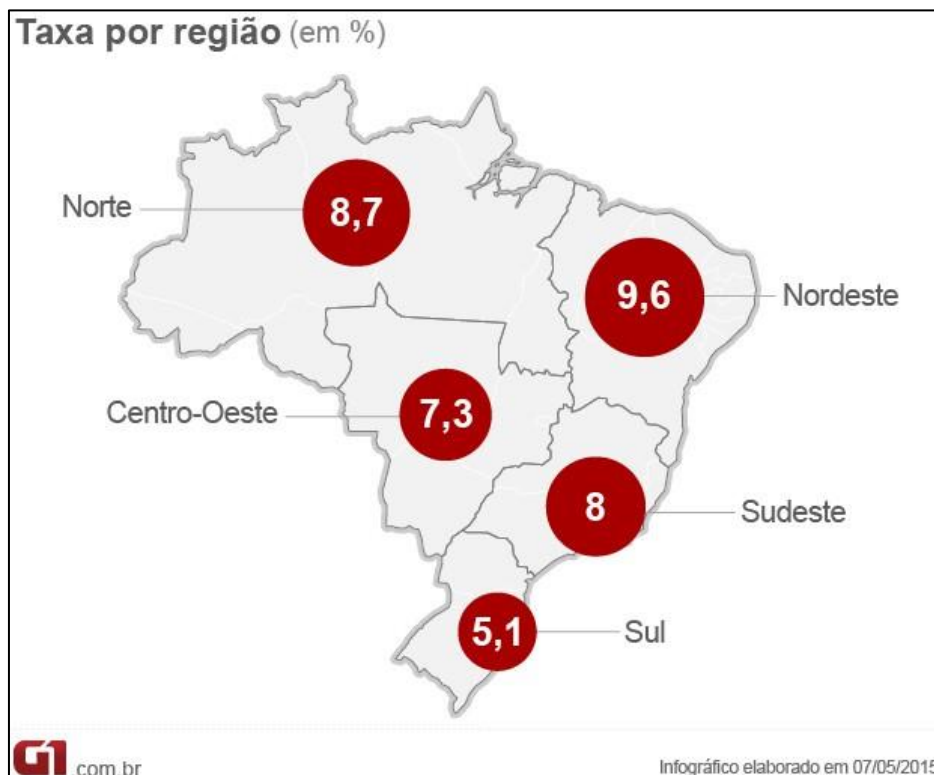 Taxa por região (em %)
Norte
8,7
9,6
Nordeste
Centro-Oeste
7,3
8
Sudeste
5,1
Sul
G1
.com.br
Infográfico elaborado em 07/05/2015